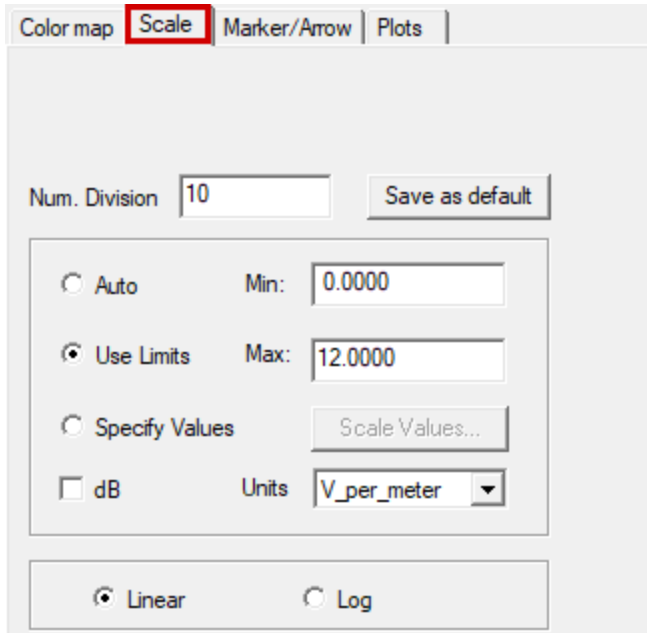 Color map Scale Marker/Arrow Plots
Num. Division 10 Save as default
Auto Min: 0.0000
Use Limits Max: 12.0000
Specify Values Scale Values...
dB Units V_per_meter
Linear Log